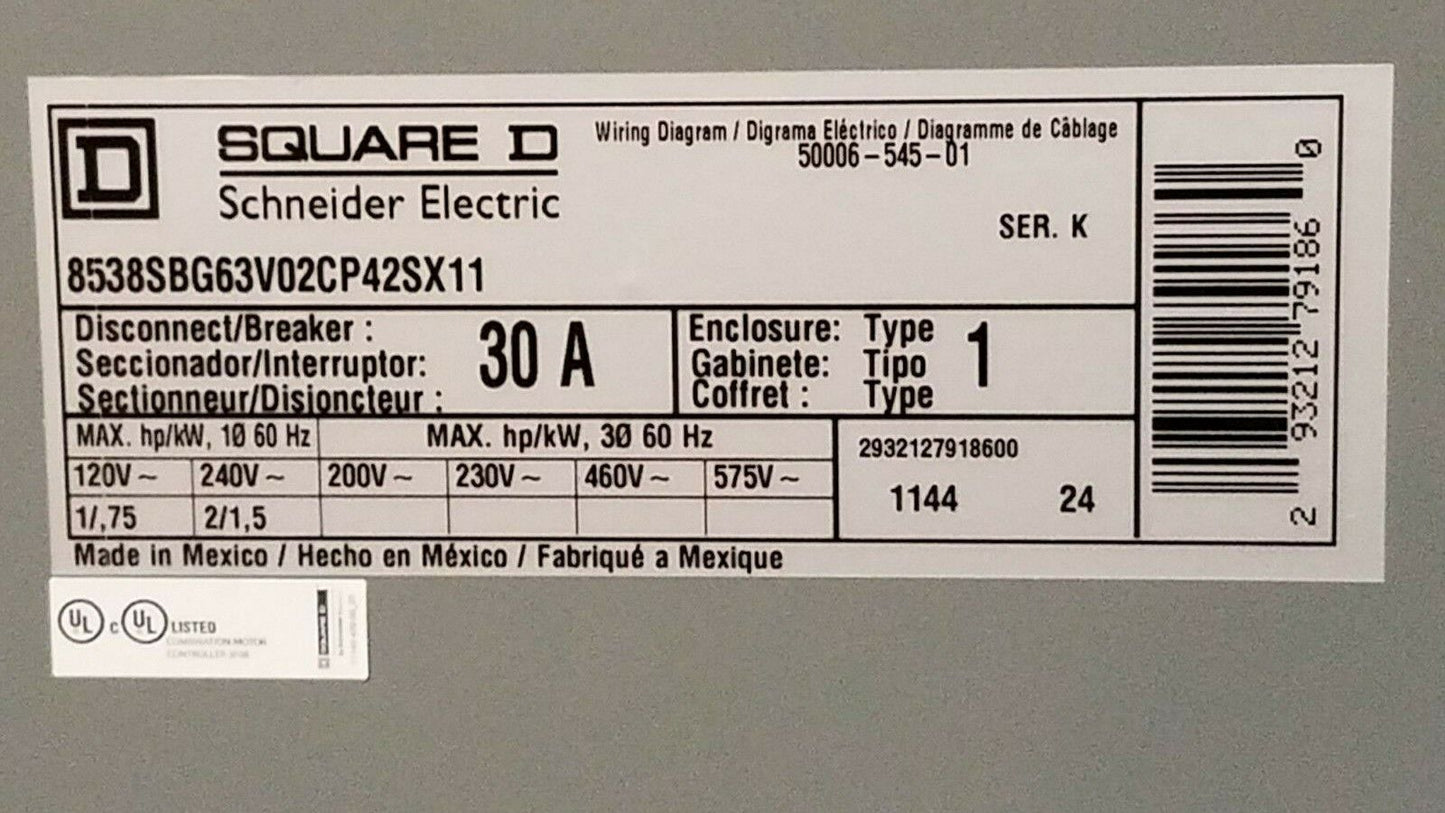 D
SQUARE D
Schneider Electric
Wiring Diagram / Digrama Eléctrico / Diagramme de Câblage
50006-545-01
SER. K
8538SBG63V02CP42SX11
Disconnect/Breaker :
Seccionador/Interruptor:
Sectionneur/Disjoncteur :
30 A
Enclosure: Type
Gabinete: Tipo
Coffret : Type
1
MAX. hp/kW, 1Ø 60 Hz
MAX. hp/kW, 3Ø 60 Hz
120V~ 240V~ 200V~ 230V~ 460V~ 575V~
1/,75 2/1,5
2932127918600
1144 24
2 93212 79186 0
Made in Mexico / Hecho en México / Fabriqué a Mexique
UL c UL LISTED
COMBINATION MOTOR
CONTROLLER